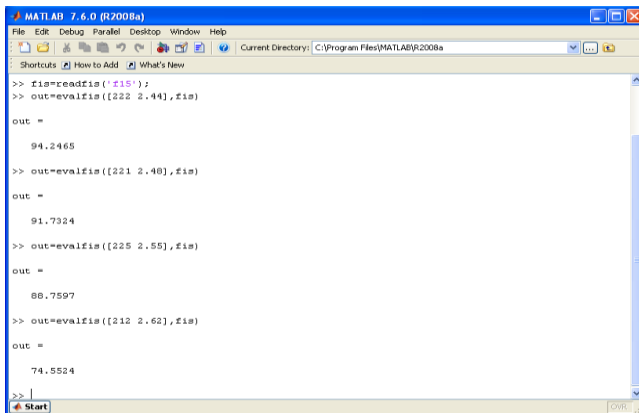 MATLAB 7.6.0 (R2008a)
File Edit Debug Parallel Desktop Window Help
Current Directory: C:\Program Files\MATLAB\R2008a
Shortcuts How to Add What's New
>> fis=readfis('f15');
>> out=evalfis([222 2.44],fis)
out =
94.2465
>> out=evalfis([221 2.48],fis)
out =
91.7324
>> out=evalfis([225 2.55],fis)
out =
88.7597
>> out=evalfis([212 2.62],fis)
out =
74.5524
>>
Start OVR